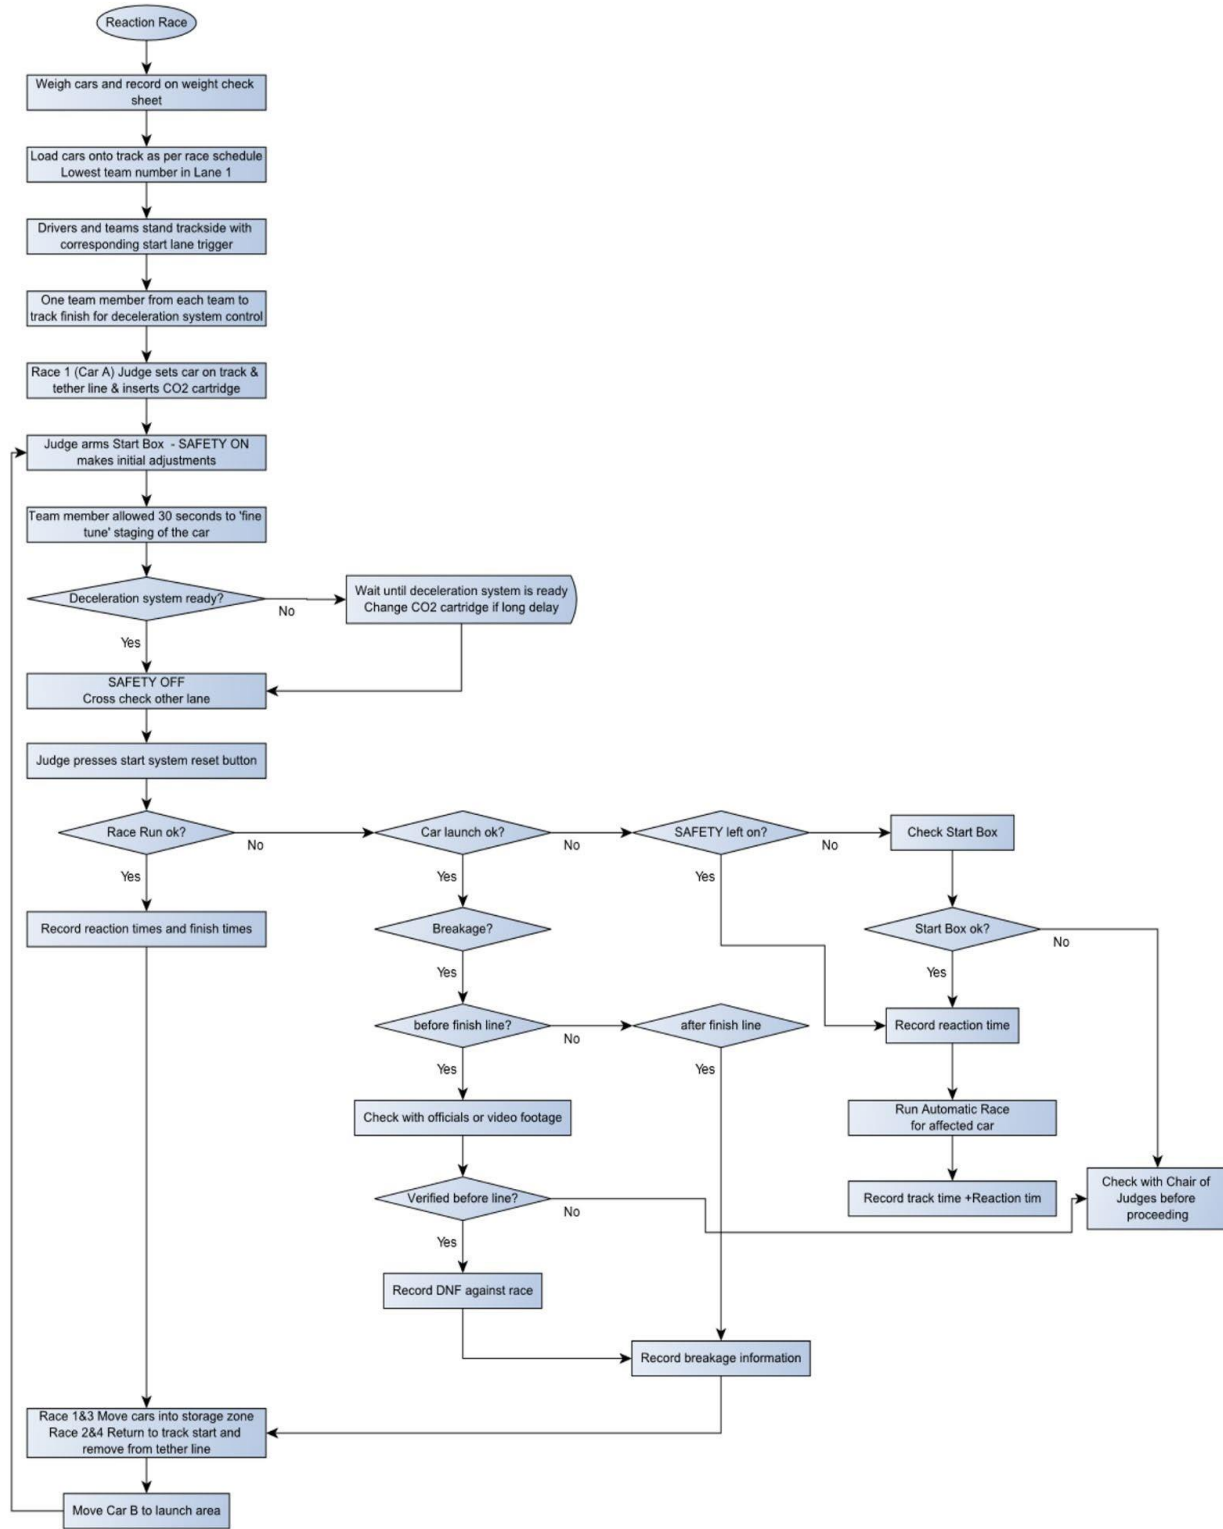 Reaction Race
Weigh cars and record on weight check
sheet
Load cars onto track as per race schedule
Lowest team number in Lane 1
Drivers and teams stand trackside with
corresponding start lane trigger
One team member from each team to
track finish for deceleration system control
Race 1 (Car A) Judge sets car on track &
tether line & inserts CO2 cartridge
Judge arms Start Box - SAFETY ON
makes initial adjustments
Team member allowed 30 seconds to 'fine
tune' staging of the car
Deceleration system ready?
No
Wait until deceleration system is ready
Change CO2 cartridge if long delay
Yes
SAFETY OFF
Cross check other lane
Judge presses start system reset button
Race Run ok?
No
Car launch ok?
No
SAFETY left on?
No
Check Start Box
Yes
Yes
Yes
Record reaction times and finish times
Breakage?
Start Box ok?
No
Yes
Yes
before finish line?
No
after finish line
Record reaction time
Yes
Yes
Check with officials or video footage
Run Automatic Race
for affected car
Verified before line?
No
Record track time +Reaction tim
Check with Chair of
Judges before
proceeding
Yes
Record DNF against race
Record breakage information
Race 1&3 Move cars into storage zone
Race 2&4 Return to track start and
remove from tether line
Move Car B to launch area